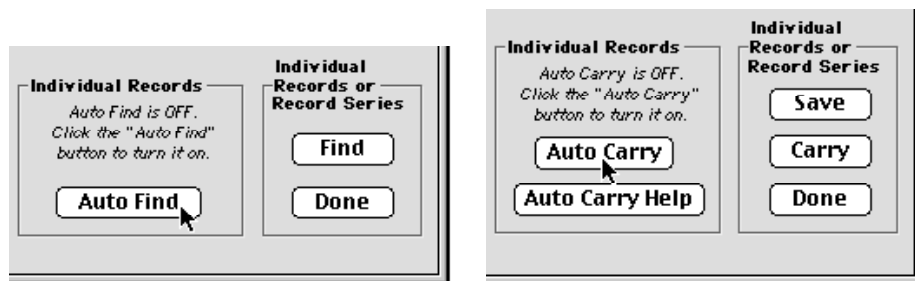 Individual Records
Auto Find is OFF.
Click the "Auto Find"
button to turn it on.
Auto Find
Individual
Records or
Record Series
Find
Done
Individual Records
Auto Carry is OFF.
Click the "Auto Carry"
button to turn it on.
Auto Carry
Auto Carry Help
Individual
Records or
Record Series
Save
Carry
Done